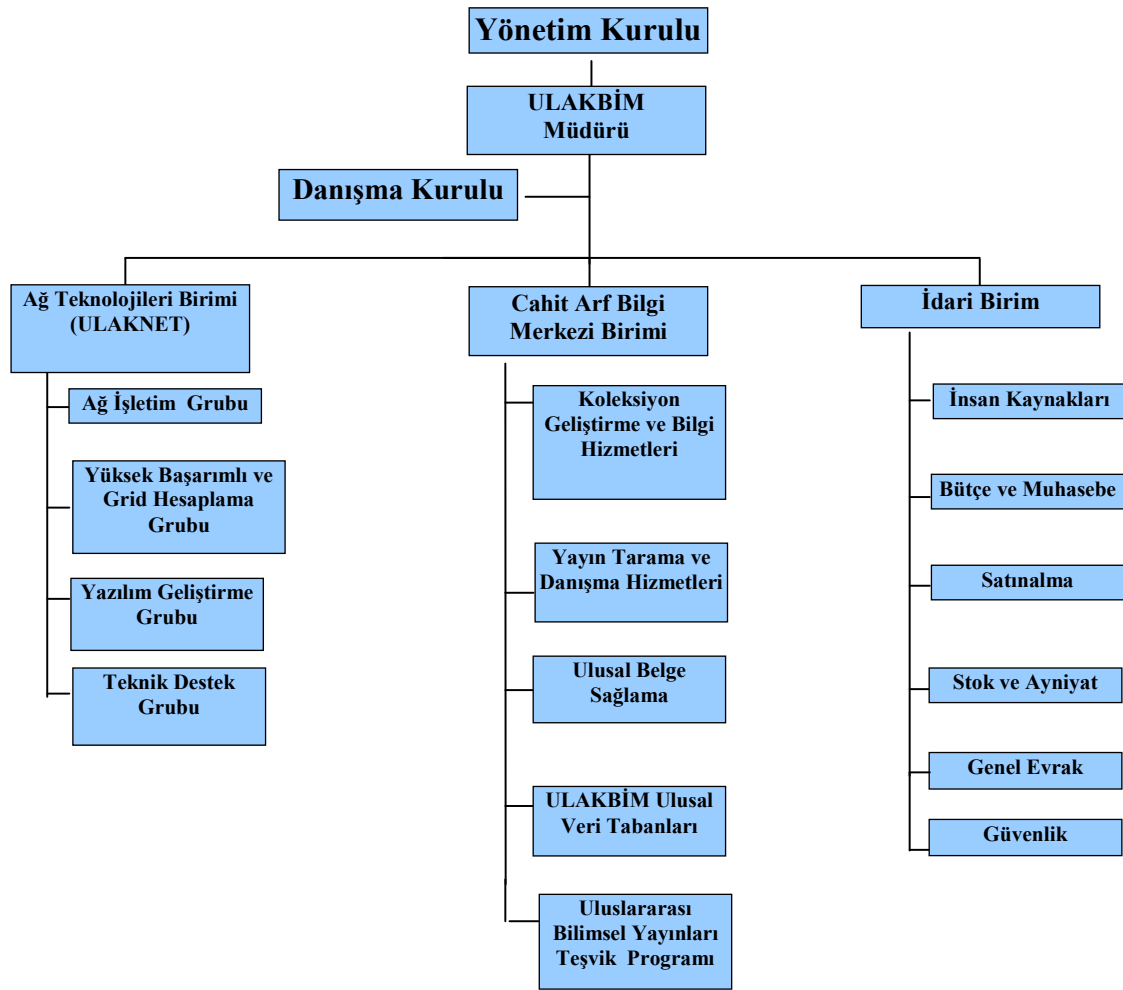 Yönetim Kurulu
ULAKBİM
Müdürü
Danışma Kurulu
Ağ Teknolojileri Birimi
(ULAKNET)
Ağ İşletim Grubu
Yüksek Başarımlı ve
Grid Hesaplama
Grubu
Yazılım Geliştirme
Grubu
Teknik Destek
Grubu
Cahit Arf Bilgi
Merkezi Birimi
Koleksiyon
Geliştirme ve Bilgi
Hizmetleri
Yayın Tarama ve
Danışma Hizmetleri
Ulusal Belge
Sağlama
ULAKBİM Ulusal
Veri Tabanları
Uluslararası
Bilimsel Yayınları
Teşvik Programı
İdari Birim
İnsan Kaynakları
Bütçe ve Muhasebe
Satınalma
Stok ve Ayniyat
Genel Evrak
Güvenlik